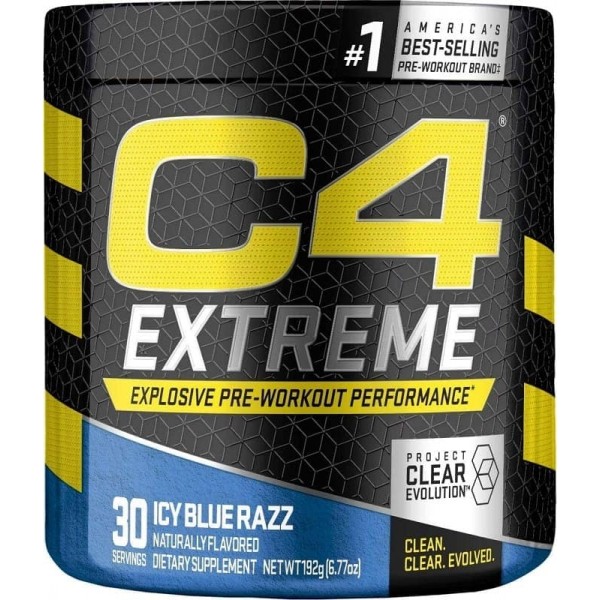 #1
AMERICA'S
BEST-SELLING
PRE-WORKOUT BRAND‡
C4®
EXTREME
EXPLOSIVE PRE-WORKOUT PERFORMANCE*
PROJECT
CLEAR
EVOLUTION™
30
SERVINGS
ICY BLUE RAZZ
NATURALLY FLAVORED
DIETARY SUPPLEMENT NET WT 192g (6.77oz)
CLEAN.
CLEAR. EVOLVED.